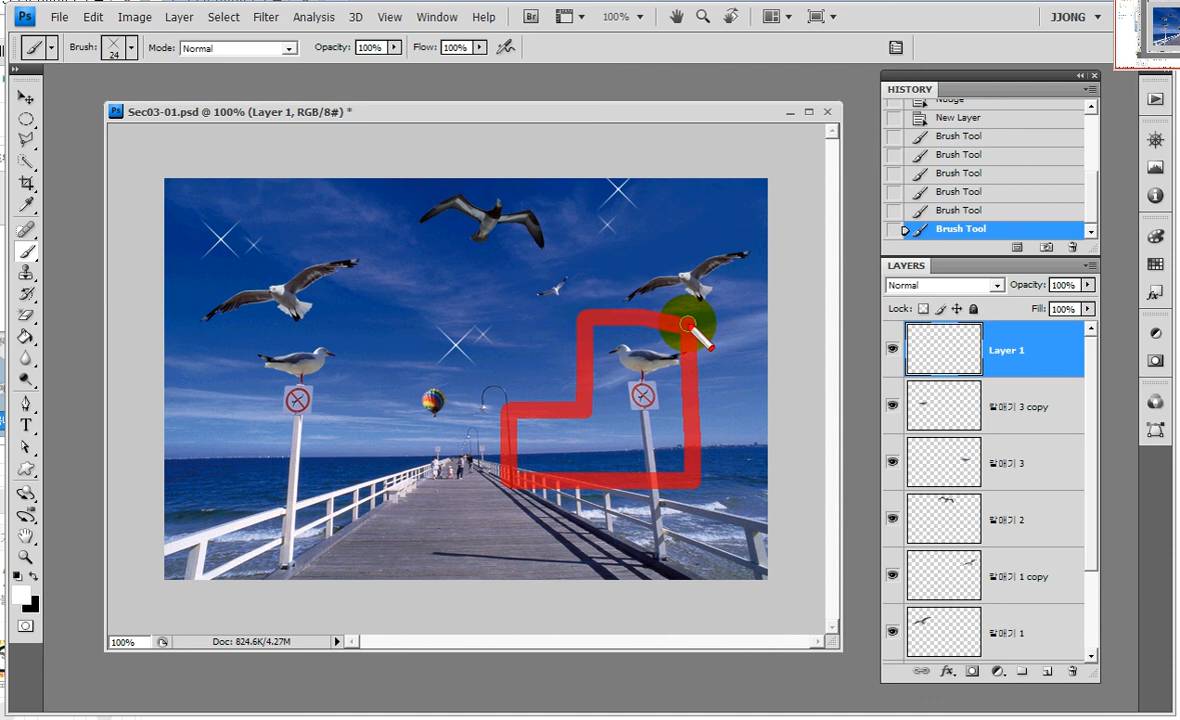 Ps File Edit Image Layer Select Filter Analysis 3D View Window Help Br 100% JJONG
Brush: 24 Mode: Normal Opacity: 100% Flow: 100%
Ps Sec03-01.psd @ 100% (Layer 1, RGB/8#) *
HISTORY
Nudge
New Layer
Brush Tool
Brush Tool
Brush Tool
Brush Tool
Brush Tool
Brush Tool
LAYERS
Normal Opacity: 100%
Lock: Fill: 100%
Layer 1
갈매기 3 copy
갈매기 3
갈매기 2
갈매기 1 copy
갈매기 1
T
fx
100% Doc: 824.6K/4.27M
fx.